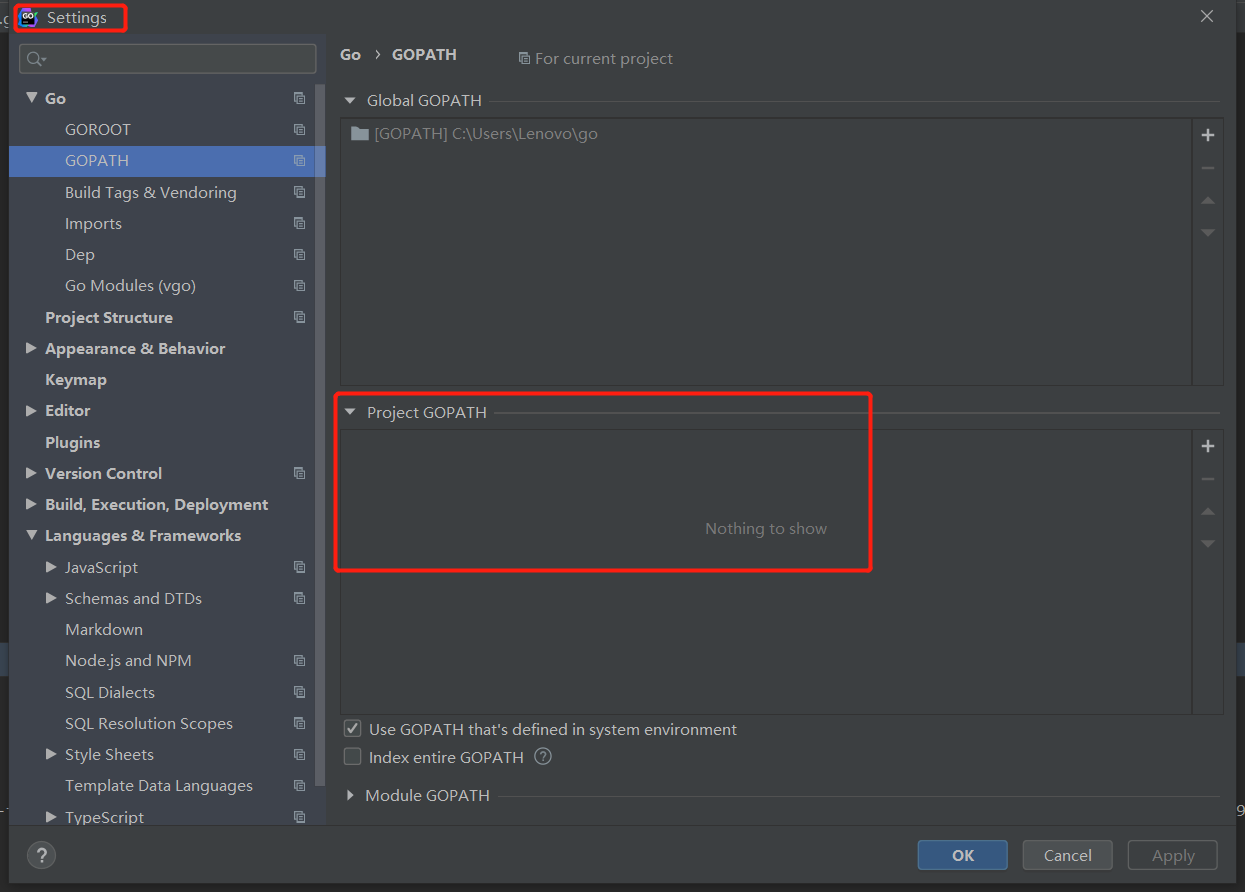 Settings
Go › GOPATH For current project
Go
GOROOT
GOPATH
Build Tags & Vendoring
Imports
Dep
Go Modules (vgo)
Project Structure
Appearance & Behavior
Keymap
Editor
Plugins
Version Control
Build, Execution, Deployment
Languages & Frameworks
JavaScript
Schemas and DTDs
Markdown
Node.js and NPM
SQL Dialects
SQL Resolution Scopes
Style Sheets
Template Data Languages
TypeScript
Global GOPATH
[GOPATH] C:\Users\Lenovo\go
Project GOPATH
Nothing to show
Use GOPATH that's defined in system environment
Index entire GOPATH ?
Module GOPATH
?
OK Cancel Apply